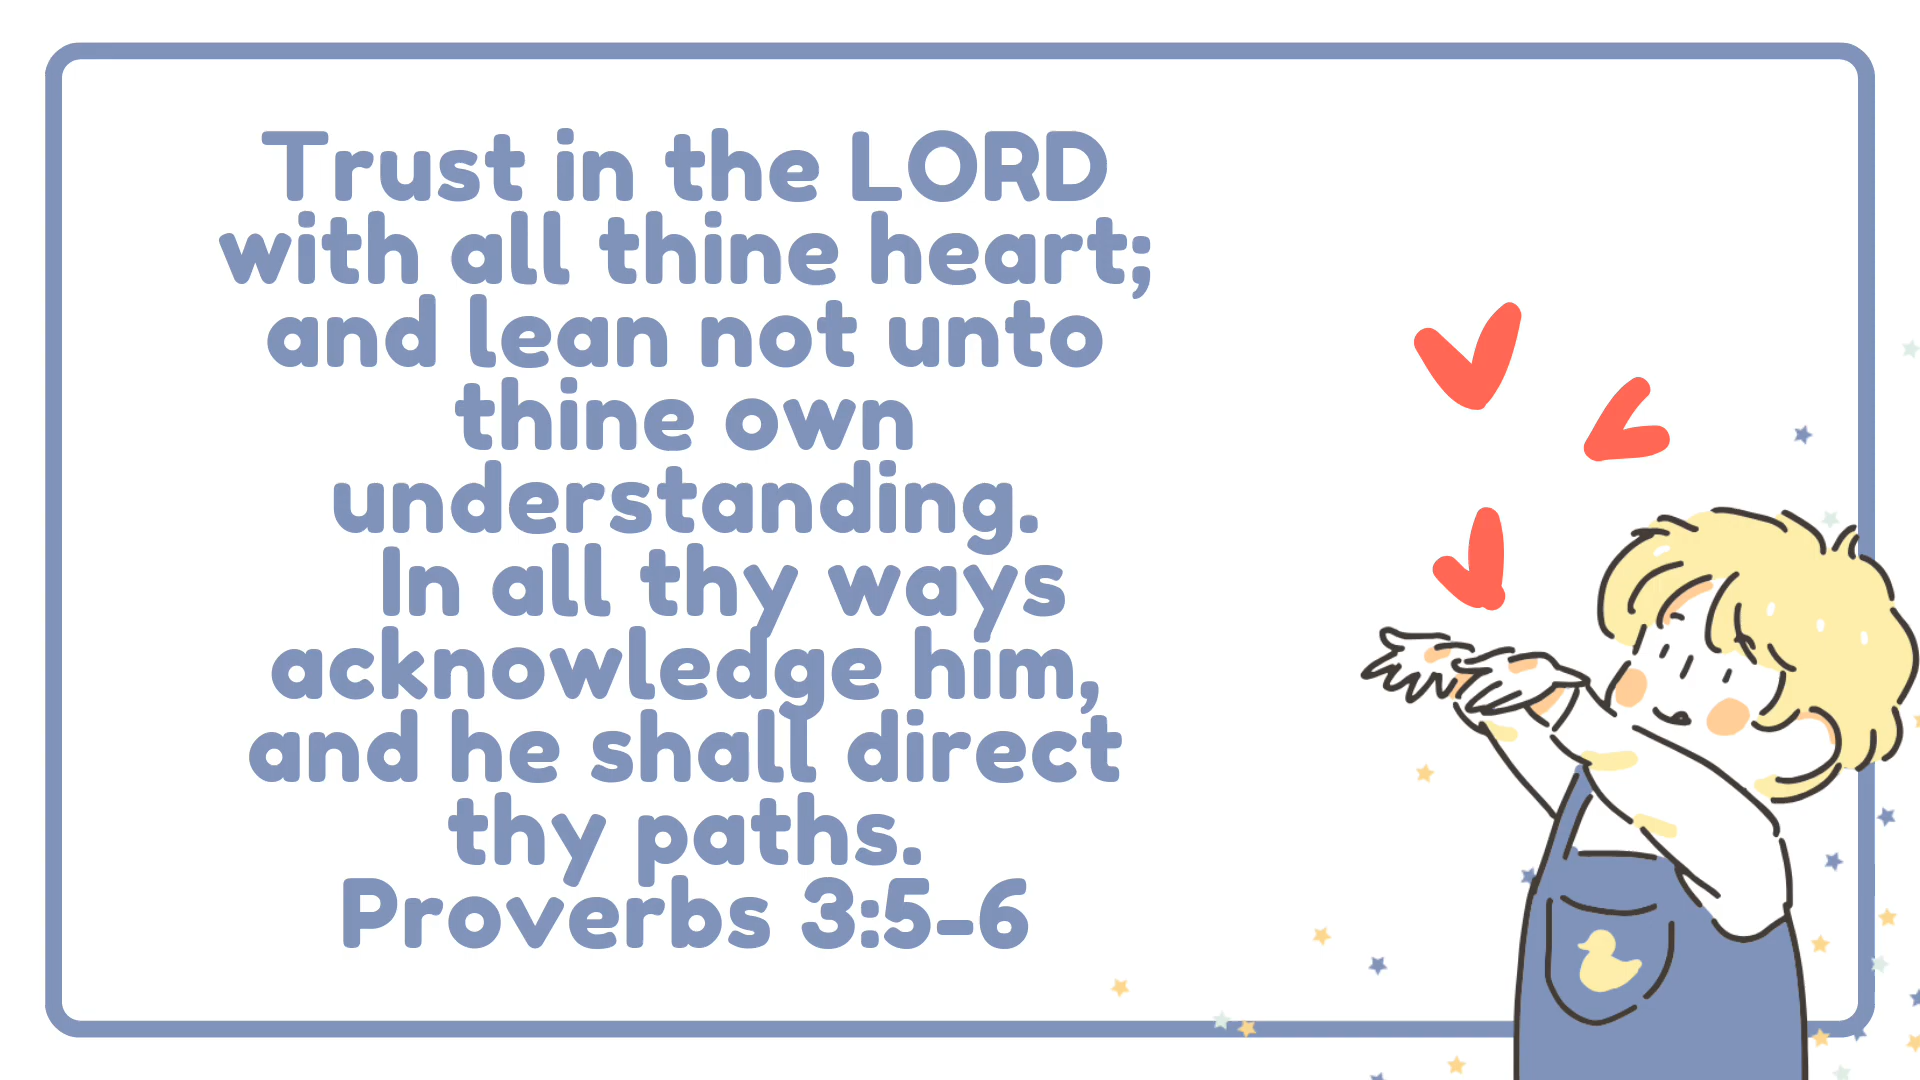 Trust in the LORD
with all thine heart;
and lean not unto
thine own
understanding.
In all thy ways
acknowledge him,
and he shall direct
thy paths.
Proverbs 3:5-6